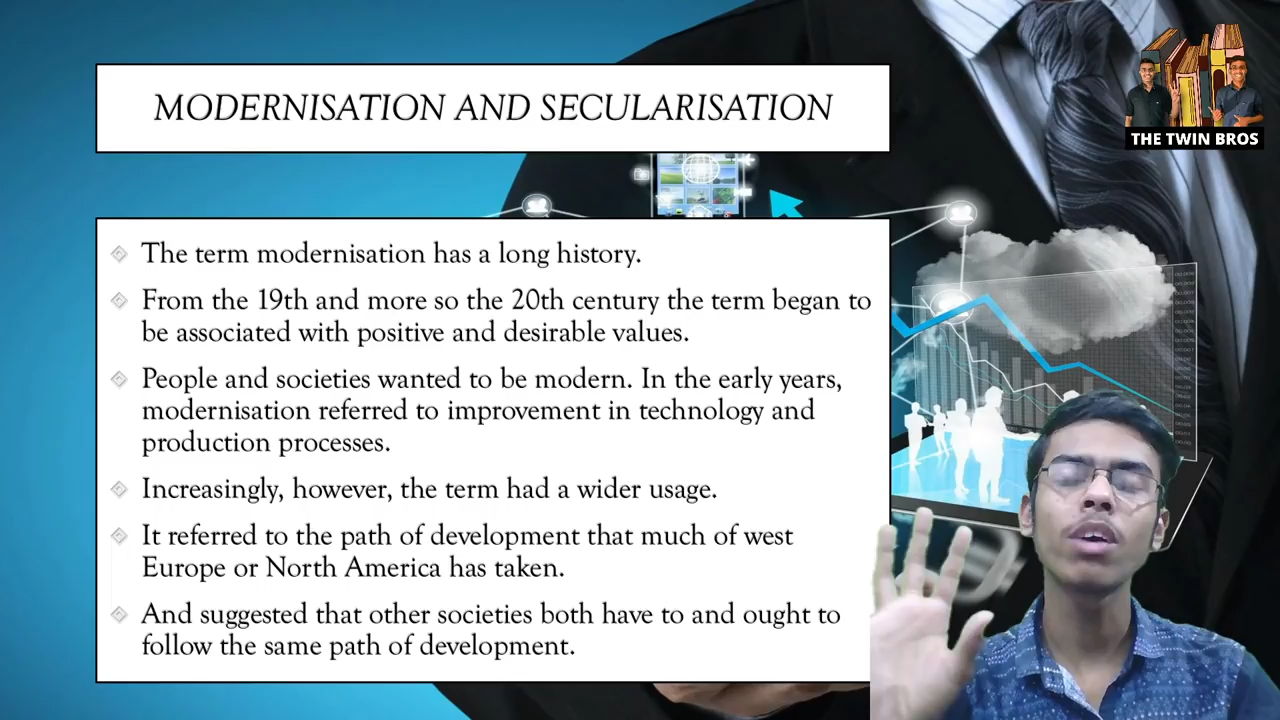 MODERNISATION AND SECULARISATION
THE TWIN BROS
The term modernisation has a long history.
From the 19th and more so the 20th century the term began to
be associated with positive and desirable values.
People and societies wanted to be modern. In the early years,
modernisation referred to improvement in technology and
production processes.
Increasingly, however, the term had a wider usage.
It referred to the path of development that much of west
Europe or North America has taken.
And suggested that other societies both have to and ought to
follow the same path of development.